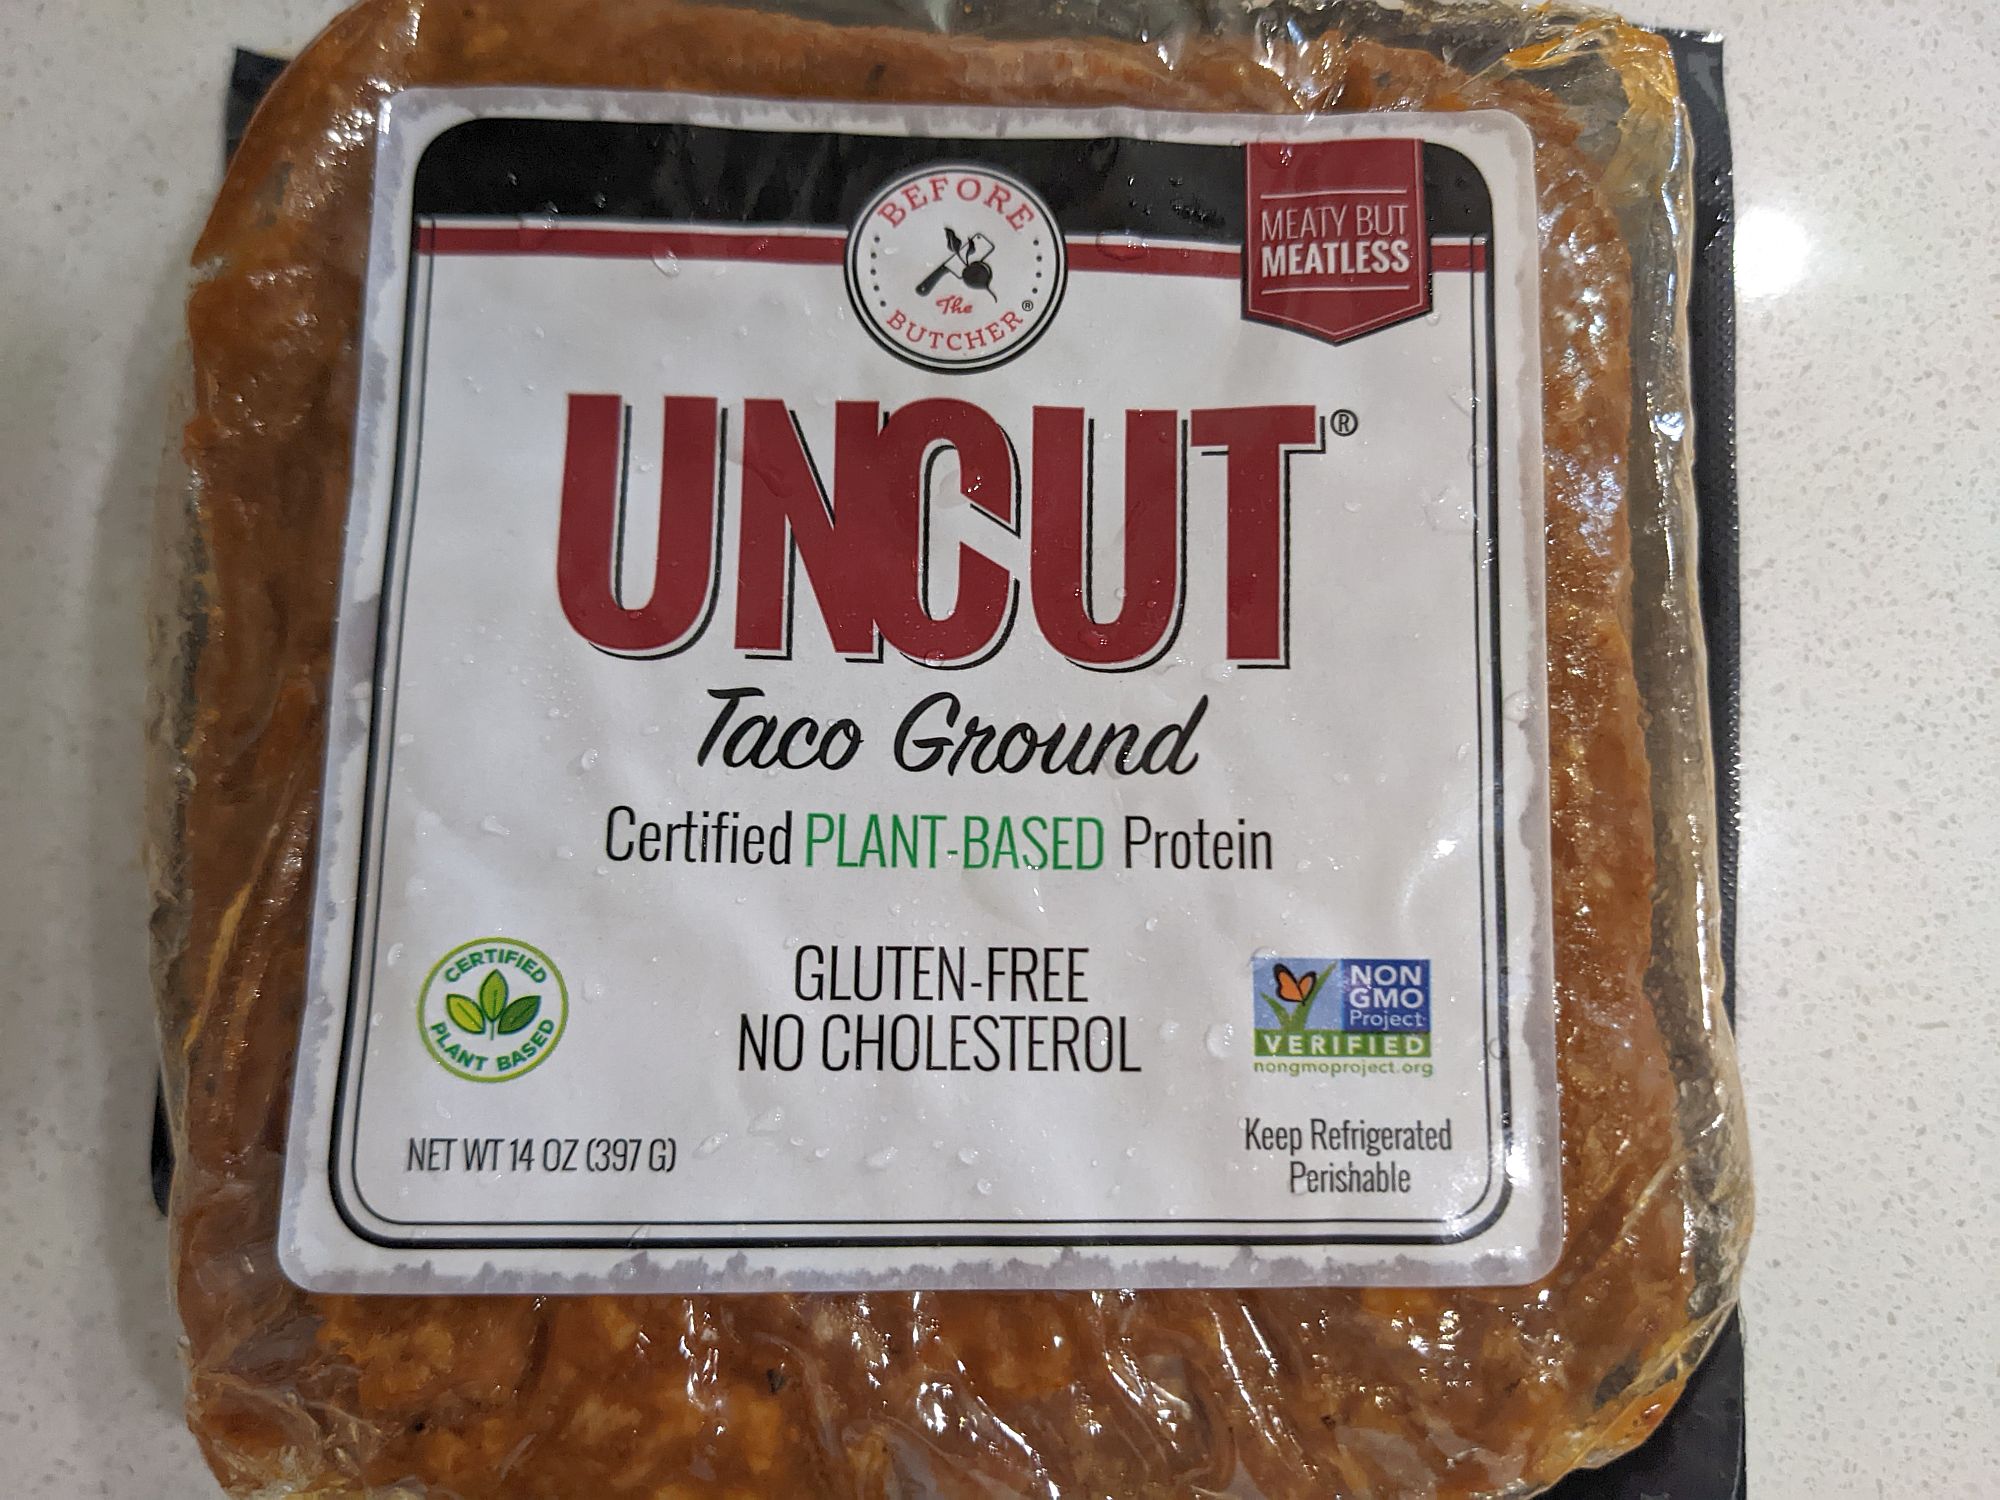 BEFORE
The
BUTCHER®
MEATY BUT
MEATLESS
UNCUT®
Taco Ground
Certified PLANT-BASED Protein
CERTIFIED
PLANT BASED
GLUTEN-FREE
NO CHOLESTEROL
NON
GMO
Project
VERIFIED
nongmoproject.org
NET WT 14 OZ (397 G)
Keep Refrigerated
Perishable